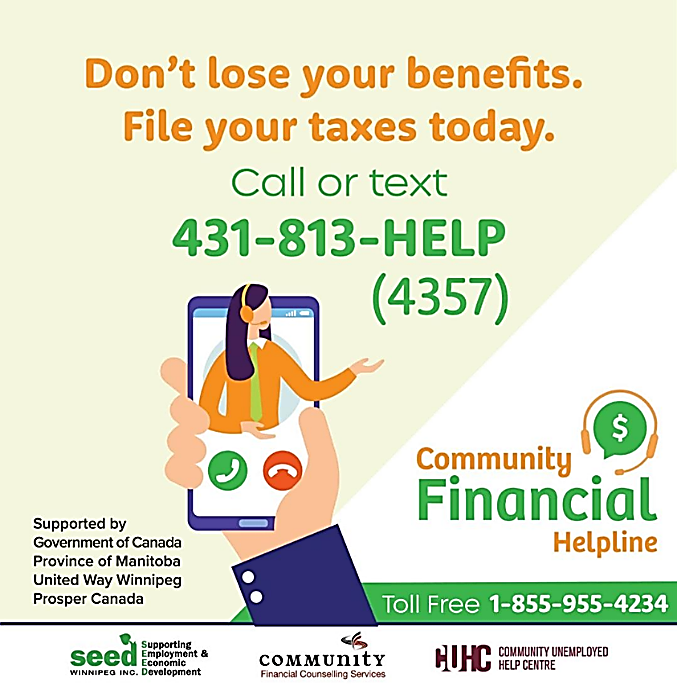 Don't lose your benefits.
File your taxes today.
Call or text
431-813-HELP
(4357)
$
Community
Financial
Helpline
Supported by
Government of Canada
Province of Manitoba
United Way Winnipeg
Prosper Canada
Toll Free 1-855-955-4234
seed
WINNIPEG INC.
Supporting
Employment &
Economic
Development
COMMUNITY
Financial Counselling Services
CUHC
COMMUNITY UNEMPLOYED
HELP CENTRE